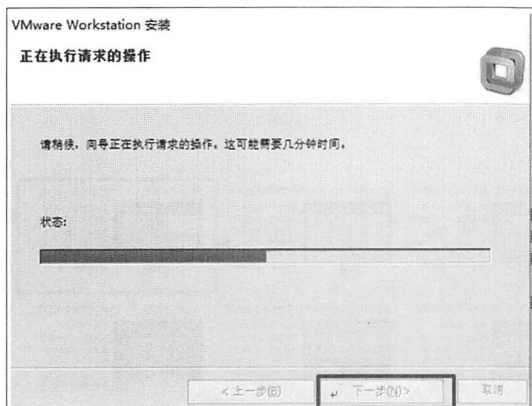 VMware Workstation 安装
正在执行请求的操作
请稍候，向导正在执行请求的操作。这可能需要几分钟时间。
状态:
< 上一步(B)
下一步(N)>
取消